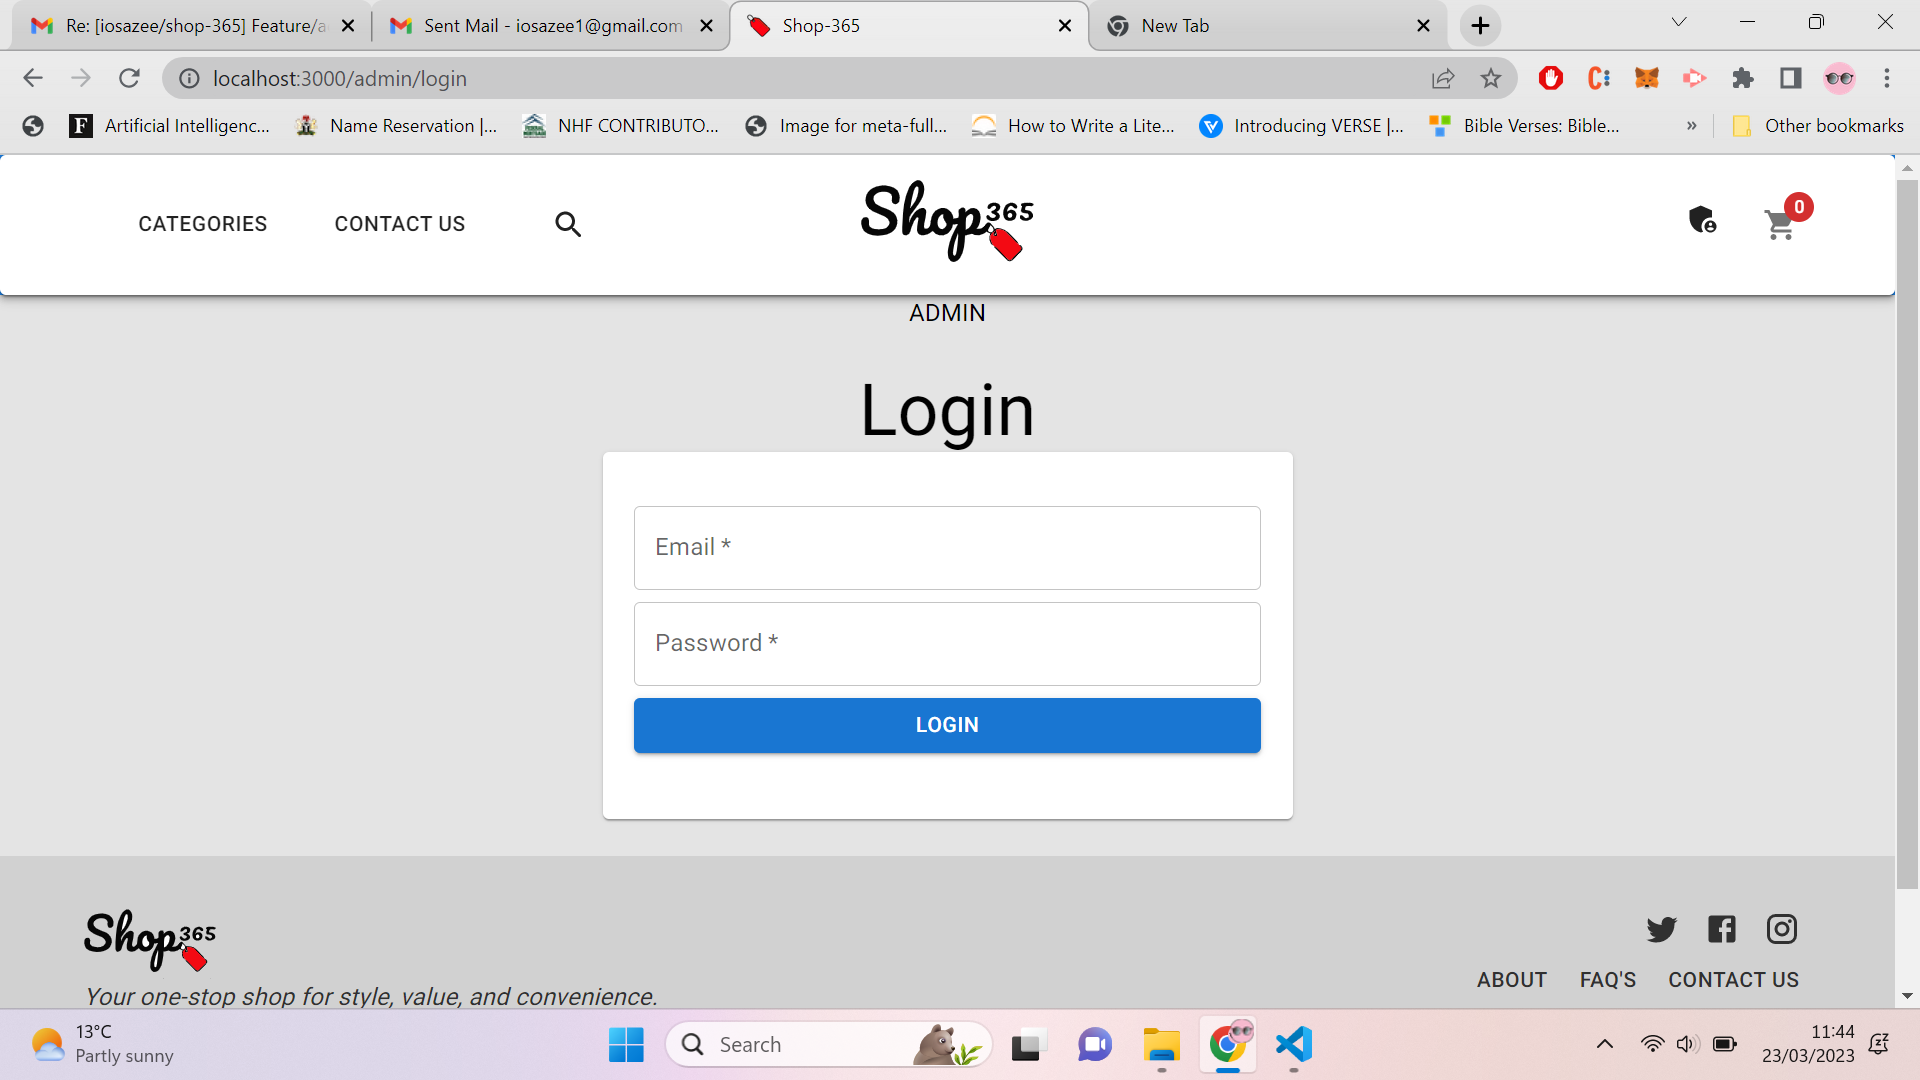 Re: [iosazee/shop-365] Feature/a
Sent Mail - iosazee1@gmail.com
Shop-365
New Tab
localhost:3000/admin/login
Artificial Intelligenc...
Name Reservation |...
NHF CONTRIBUTO...
Image for meta-full...
How to Write a Lite...
Introducing VERSE |...
Bible Verses: Bible...
»
Other bookmarks
CATEGORIES
CONTACT US
Shop365
0
ADMIN
Login
Email *
Password *
LOGIN
Shop365
Your one-stop shop for style, value, and convenience.
ABOUT
FAQ'S
CONTACT US
13°C
Partly sunny
Search
11:44
23/03/2023